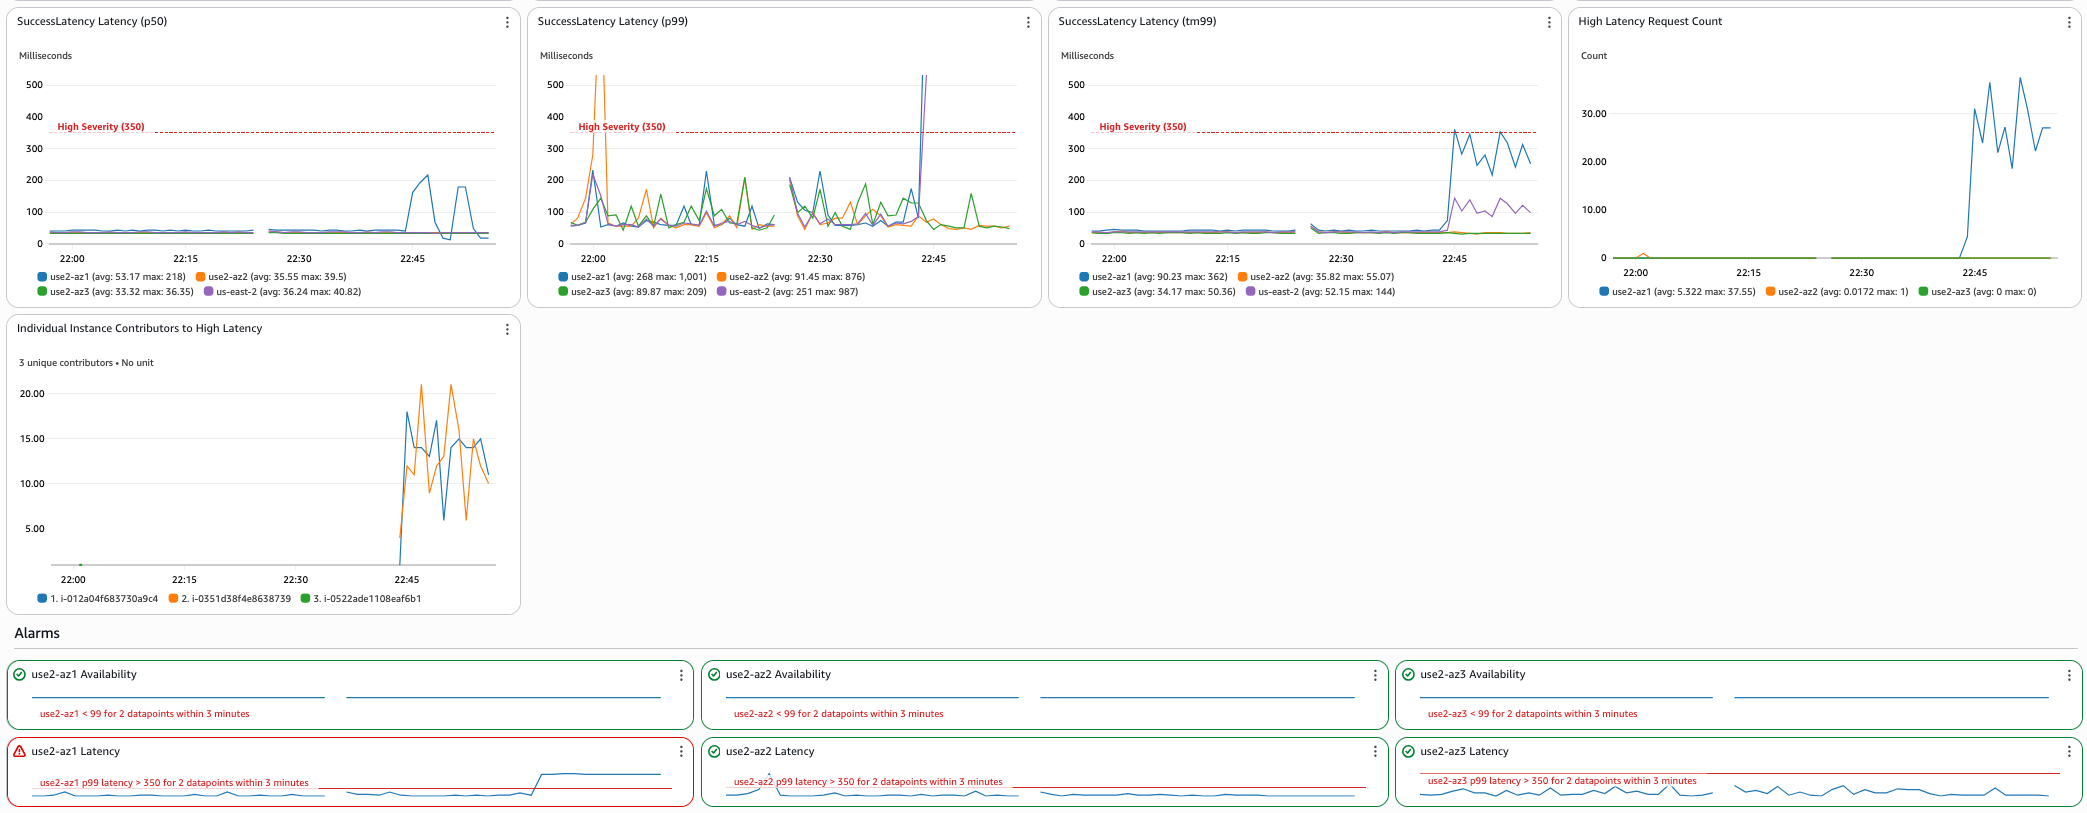 SuccessLatency Latency (p50)
Milliseconds
500
400
High Severity (350)
300
200
100
0
22:00 22:15 22:30 22:45
use2-az1 (avg: 53.17 max: 218) use2-az2 (avg: 35.55 max: 39.5)
use2-az3 (avg: 33.32 max: 36.35) us-east-2 (avg: 36.24 max: 40.82)
SuccessLatency Latency (p99)
Milliseconds
500
400
High Severity (350)
300
200
100
0
22:00 22:15 22:30 22:45
use2-az1 (avg: 268 max: 1,001) use2-az2 (avg: 91.45 max: 876)
use2-az3 (avg: 89.87 max: 209) us-east-2 (avg: 251 max: 987)
SuccessLatency Latency (tm99)
Milliseconds
500
400
High Severity (350)
300
200
100
0
22:00 22:15 22:30 22:45
use2-az1 (avg: 90.23 max: 362) use2-az2 (avg: 35.82 max: 55.07)
use2-az3 (avg: 34.17 max: 50.36) us-east-2 (avg: 52.15 max: 144)
High Latency Request Count
Count
30.00
20.00
10.00
0
22:00 22:15 22:30 22:45
use2-az1 (avg: 5.322 max: 37.55) use2-az2 (avg: 0.0172 max: 1) use2-az3 (avg: 0 max: 0)
Individual Instance Contributors to High Latency
3 unique contributors • No unit
20.00
15.00
10.00
5.00
22:00 22:15 22:30 22:45
1. i-012a04f683730a9c4 2. i-0351d38f4e8638739 3. i-0522ade1108eaf6b1
Alarms
use2-az1 Availability
use2-az1 < 99 for 2 datapoints within 3 minutes
use2-az2 Availability
use2-az2 < 99 for 2 datapoints within 3 minutes
use2-az3 Availability
use2-az3 < 99 for 2 datapoints within 3 minutes
use2-az1 Latency
use2-az1 p99 latency > 350 for 2 datapoints within 3 minutes
use2-az2 Latency
use2-az2 p99 latency > 350 for 2 datapoints within 3 minutes
use2-az3 Latency
use2-az3 p99 latency > 350 for 2 datapoints within 3 minutes